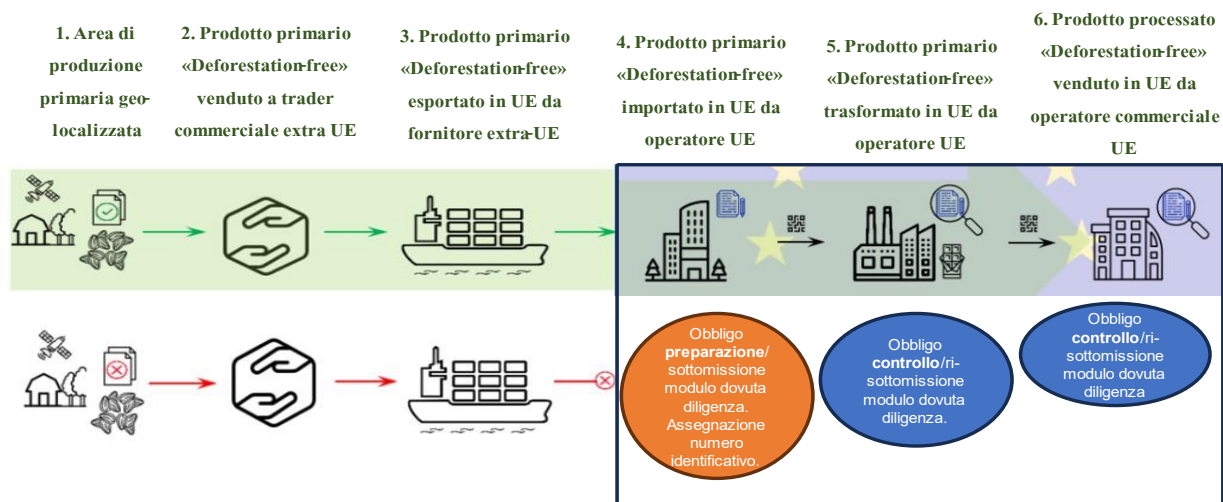 1. Area di
produzione
primaria geo-
localizzata
2. Prodotto primario
«Deforestation-free»
venduto a trader
commerciale extra UE
3. Prodotto primario
«Deforestation-free»
esportato in UE da
fornitore extra-UE
4. Prodotto primario
«Deforestation-free»
importato in UE da
operatore UE
5. Prodotto primario
«Deforestation-free»
trasformato in UE da
operatore UE
6. Prodotto processato
«Deforestation-free»
venduto in UE da
operatore commerciale
UE
Obbligo
preparazione/
sottomissione
modulo dovuta
diligenza.
Assegnazione
numero
identificativo.
Obbligo
controllo/ri-
sottomissione
modulo dovuta
diligenza.
Obbligo
controllo/ri-
sottomissione
modulo dovuta
diligenza